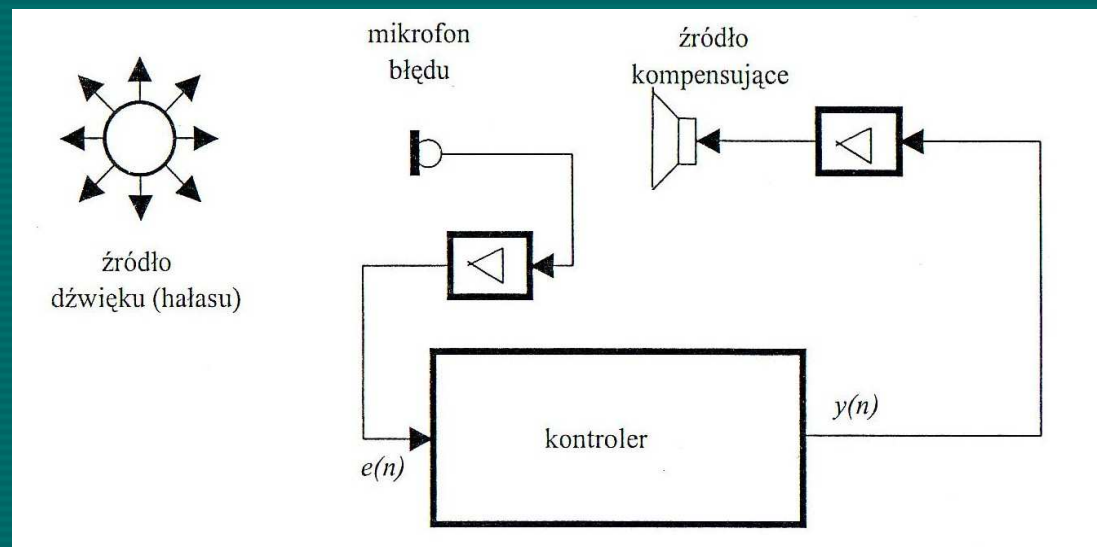 mikrofon
błędu
źródło
kompensujące
źródło
dźwięku (hałasu)
y(n)
kontroler
e(n)